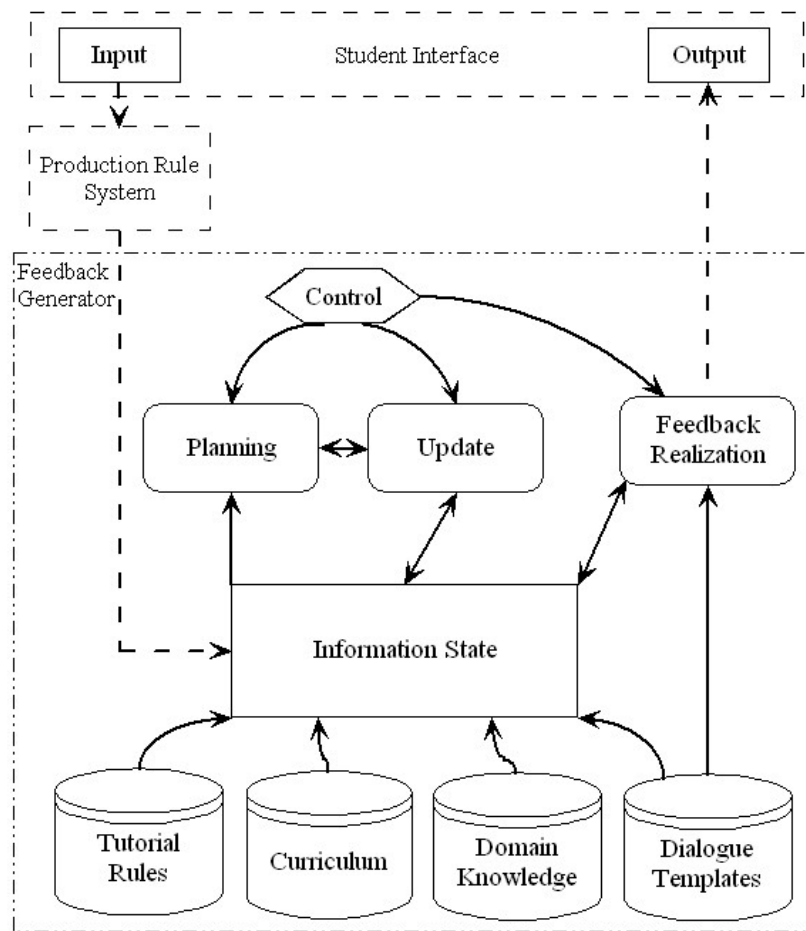 Input
Student Interface
Output
Production Rule
System
Feedback
Generator
Control
Planning
Update
Feedback
Realization
Information State
Tutorial
Rules
Curriculum
Domain
Knowledge
Dialogue
Templates